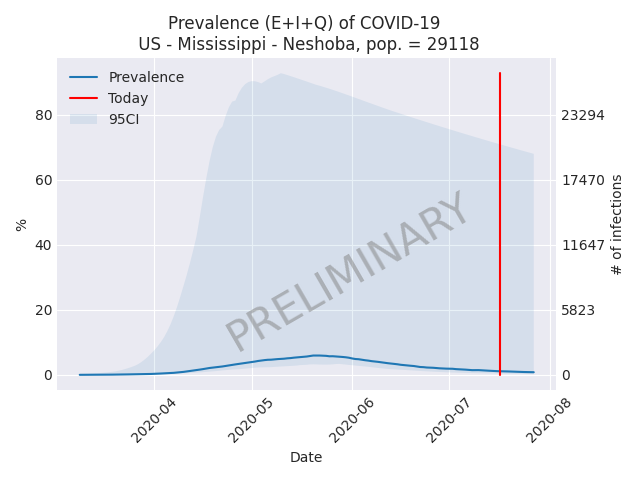 Prevalence (E+I+Q) of COVID-19
US - Mississippi - Neshoba, pop. = 29118
Prevalence
Today
95CI
80
60
40
20
0
%
23294
17470
11647
5823
0
# of infections
PRELIMINARY
2020-04
2020-05
2020-06
2020-07
2020-08
Date